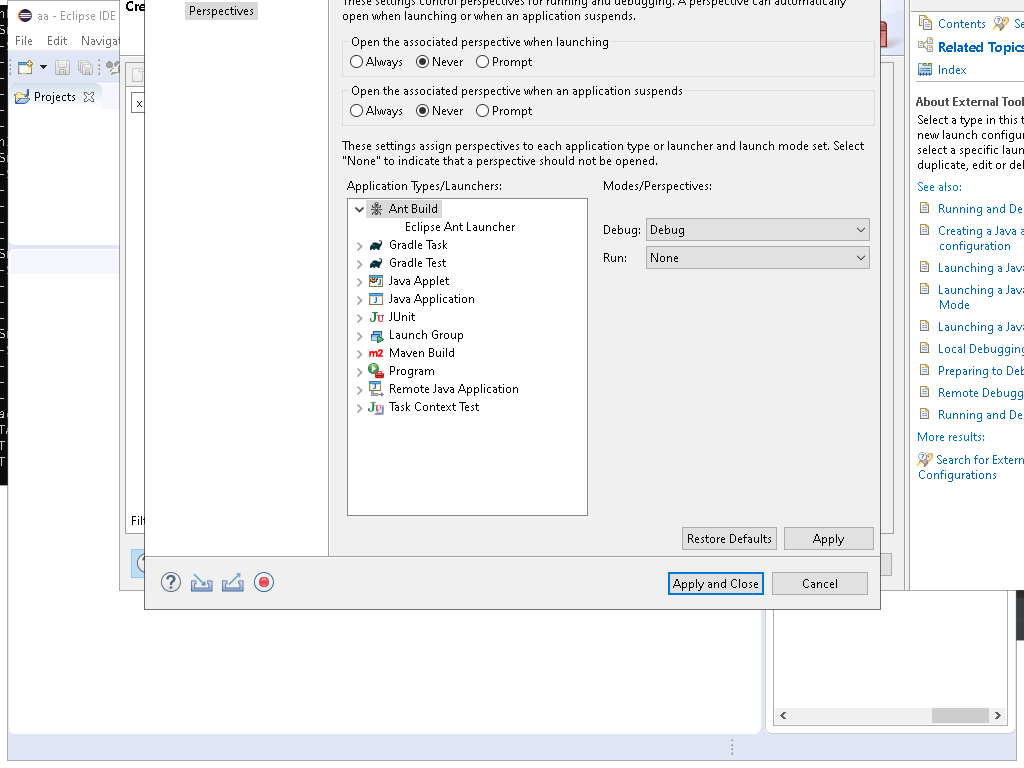 aa - Eclipse IDE
File Edit Navigat
Projects
Cre
x
Filt
Perspectives
These settings control perspectives for running and debugging. A perspective can automatically
open when launching or when an application suspends.
Open the associated perspective when launching
Always Never Prompt
Open the associated perspective when an application suspends
Always Never Prompt
These settings assign perspectives to each application type or launcher and launch mode set. Select
"None" to indicate that a perspective should not be opened.
Application Types/Launchers:
Ant Build
Eclipse Ant Launcher
Gradle Task
Gradle Test
Java Applet
Java Application
JUnit
Launch Group
m2 Maven Build
Program
Remote Java Application
Task Context Test
Modes/Perspectives:
Debug: Debug
Run: None
Restore Defaults Apply
Apply and Close Cancel
Contents Se
Related Topics
Index
About External Tool
Select a type in this t
new launch configur
select a specific laun
duplicate, edit or del
See also:
Running and De
Creating a Java a
configuration
Launching a Java
Launching a Java
Mode
Launching a Java
Local Debugging
Preparing to Deb
Remote Debugg
Running and De
More results:
Search for Extern
Configurations